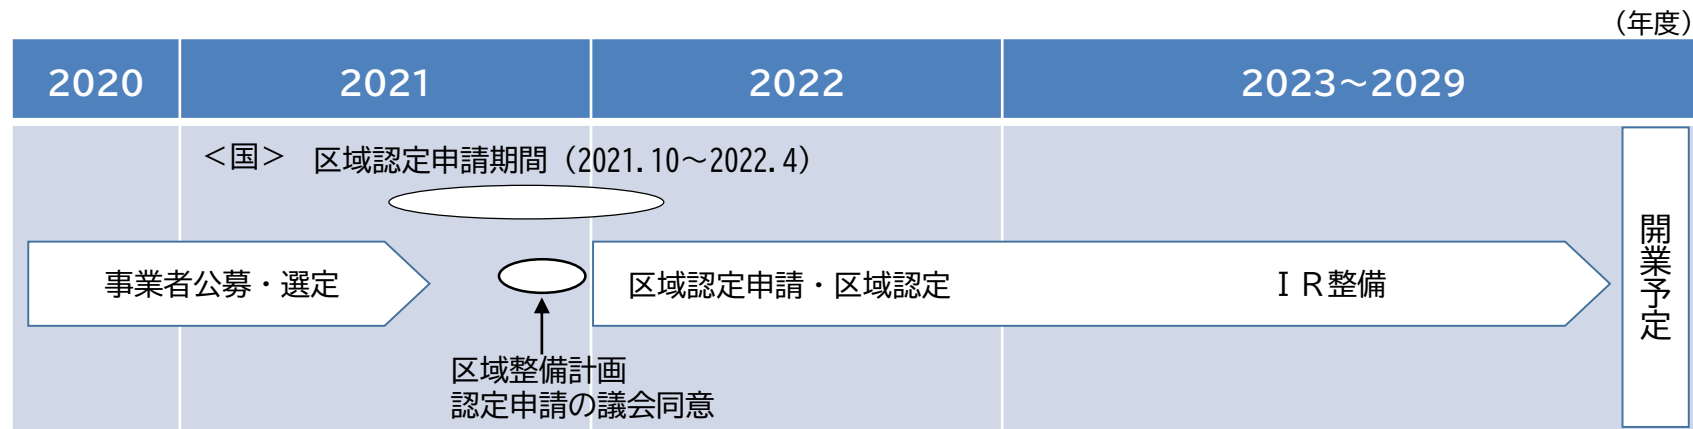 （年度）
2020 2021 2022 2023～2029
＜国＞ 区域認定申請期間（2021.10～2022.4）
事業者公募・選定
区域認定申請・区域認定 ＩＲ整備
開業予定
区域整備計画
認定申請の議会同意